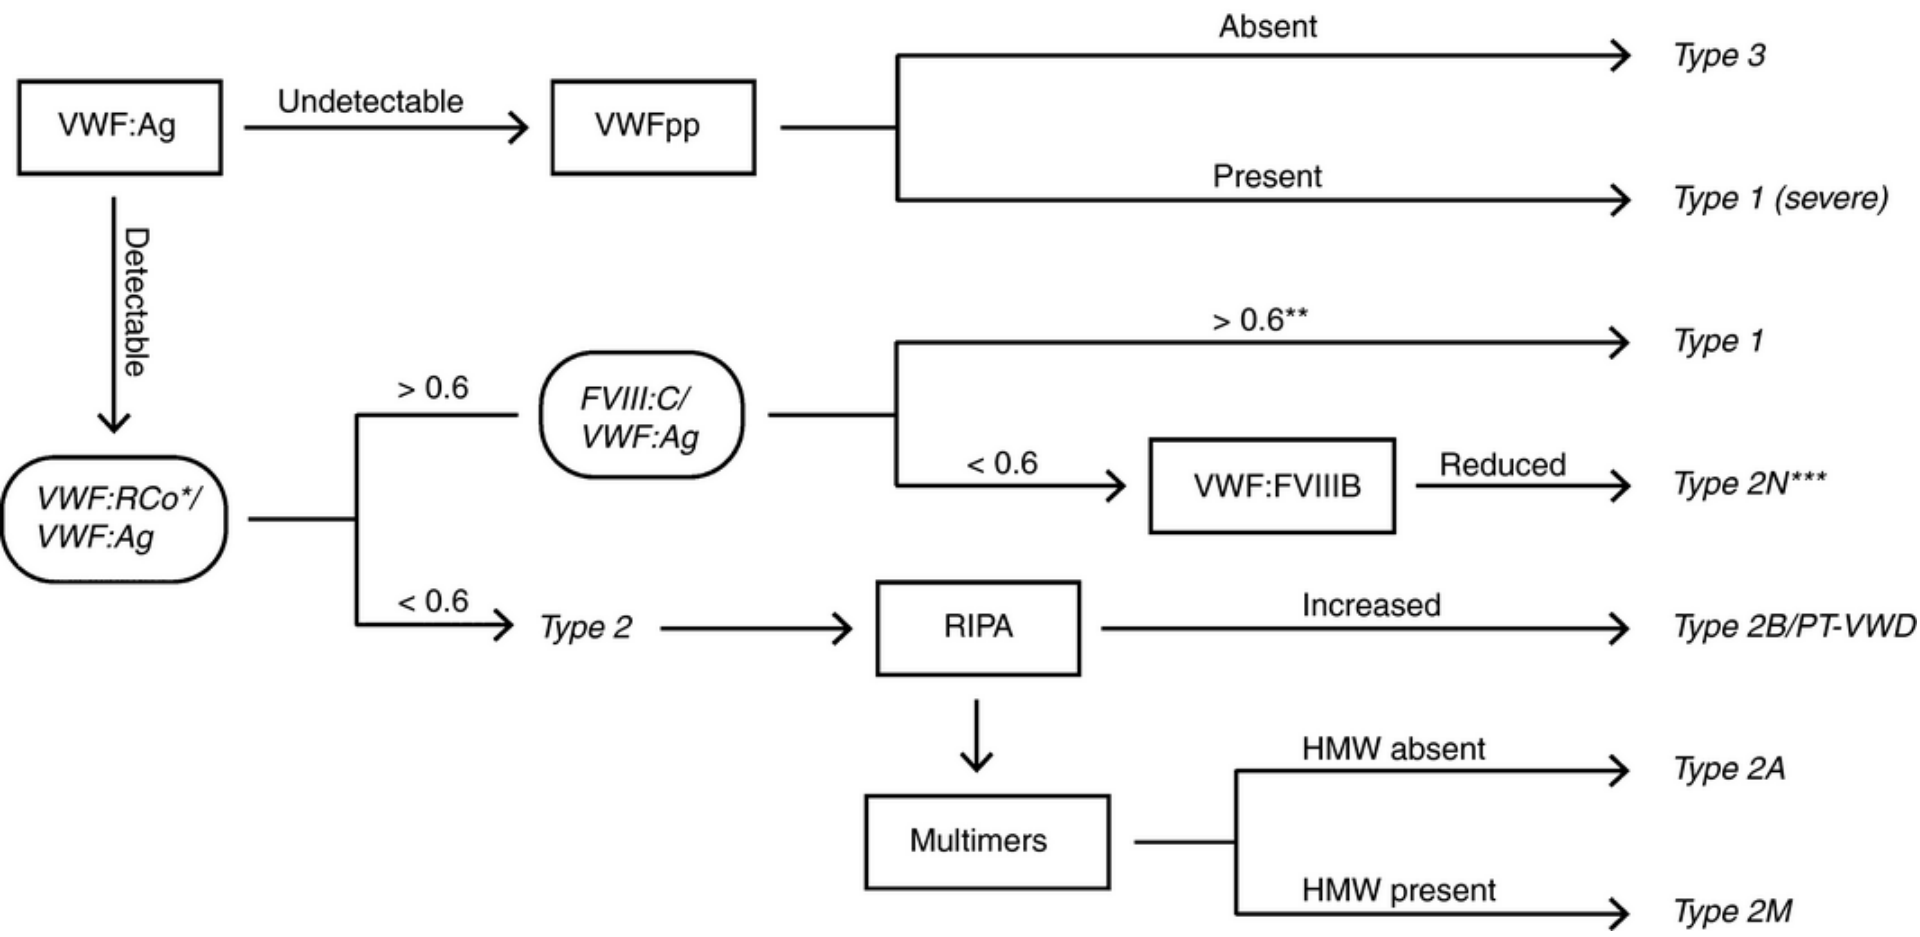 Absent
Type 3
VWF:Ag
Undetectable
VWFpp
Present
Type 1 (severe)
Detectable
> 0.6**
Type 1
> 0.6
FVIII:C/
VWF:Ag
< 0.6
VWF:FVIIIB
Reduced
Type 2N***
VWF:RCo*/
VWF:Ag
< 0.6
Type 2
RIPA
Increased
Type 2B/PT-VWD
HMW absent
Type 2A
Multimers
HMW present
Type 2M